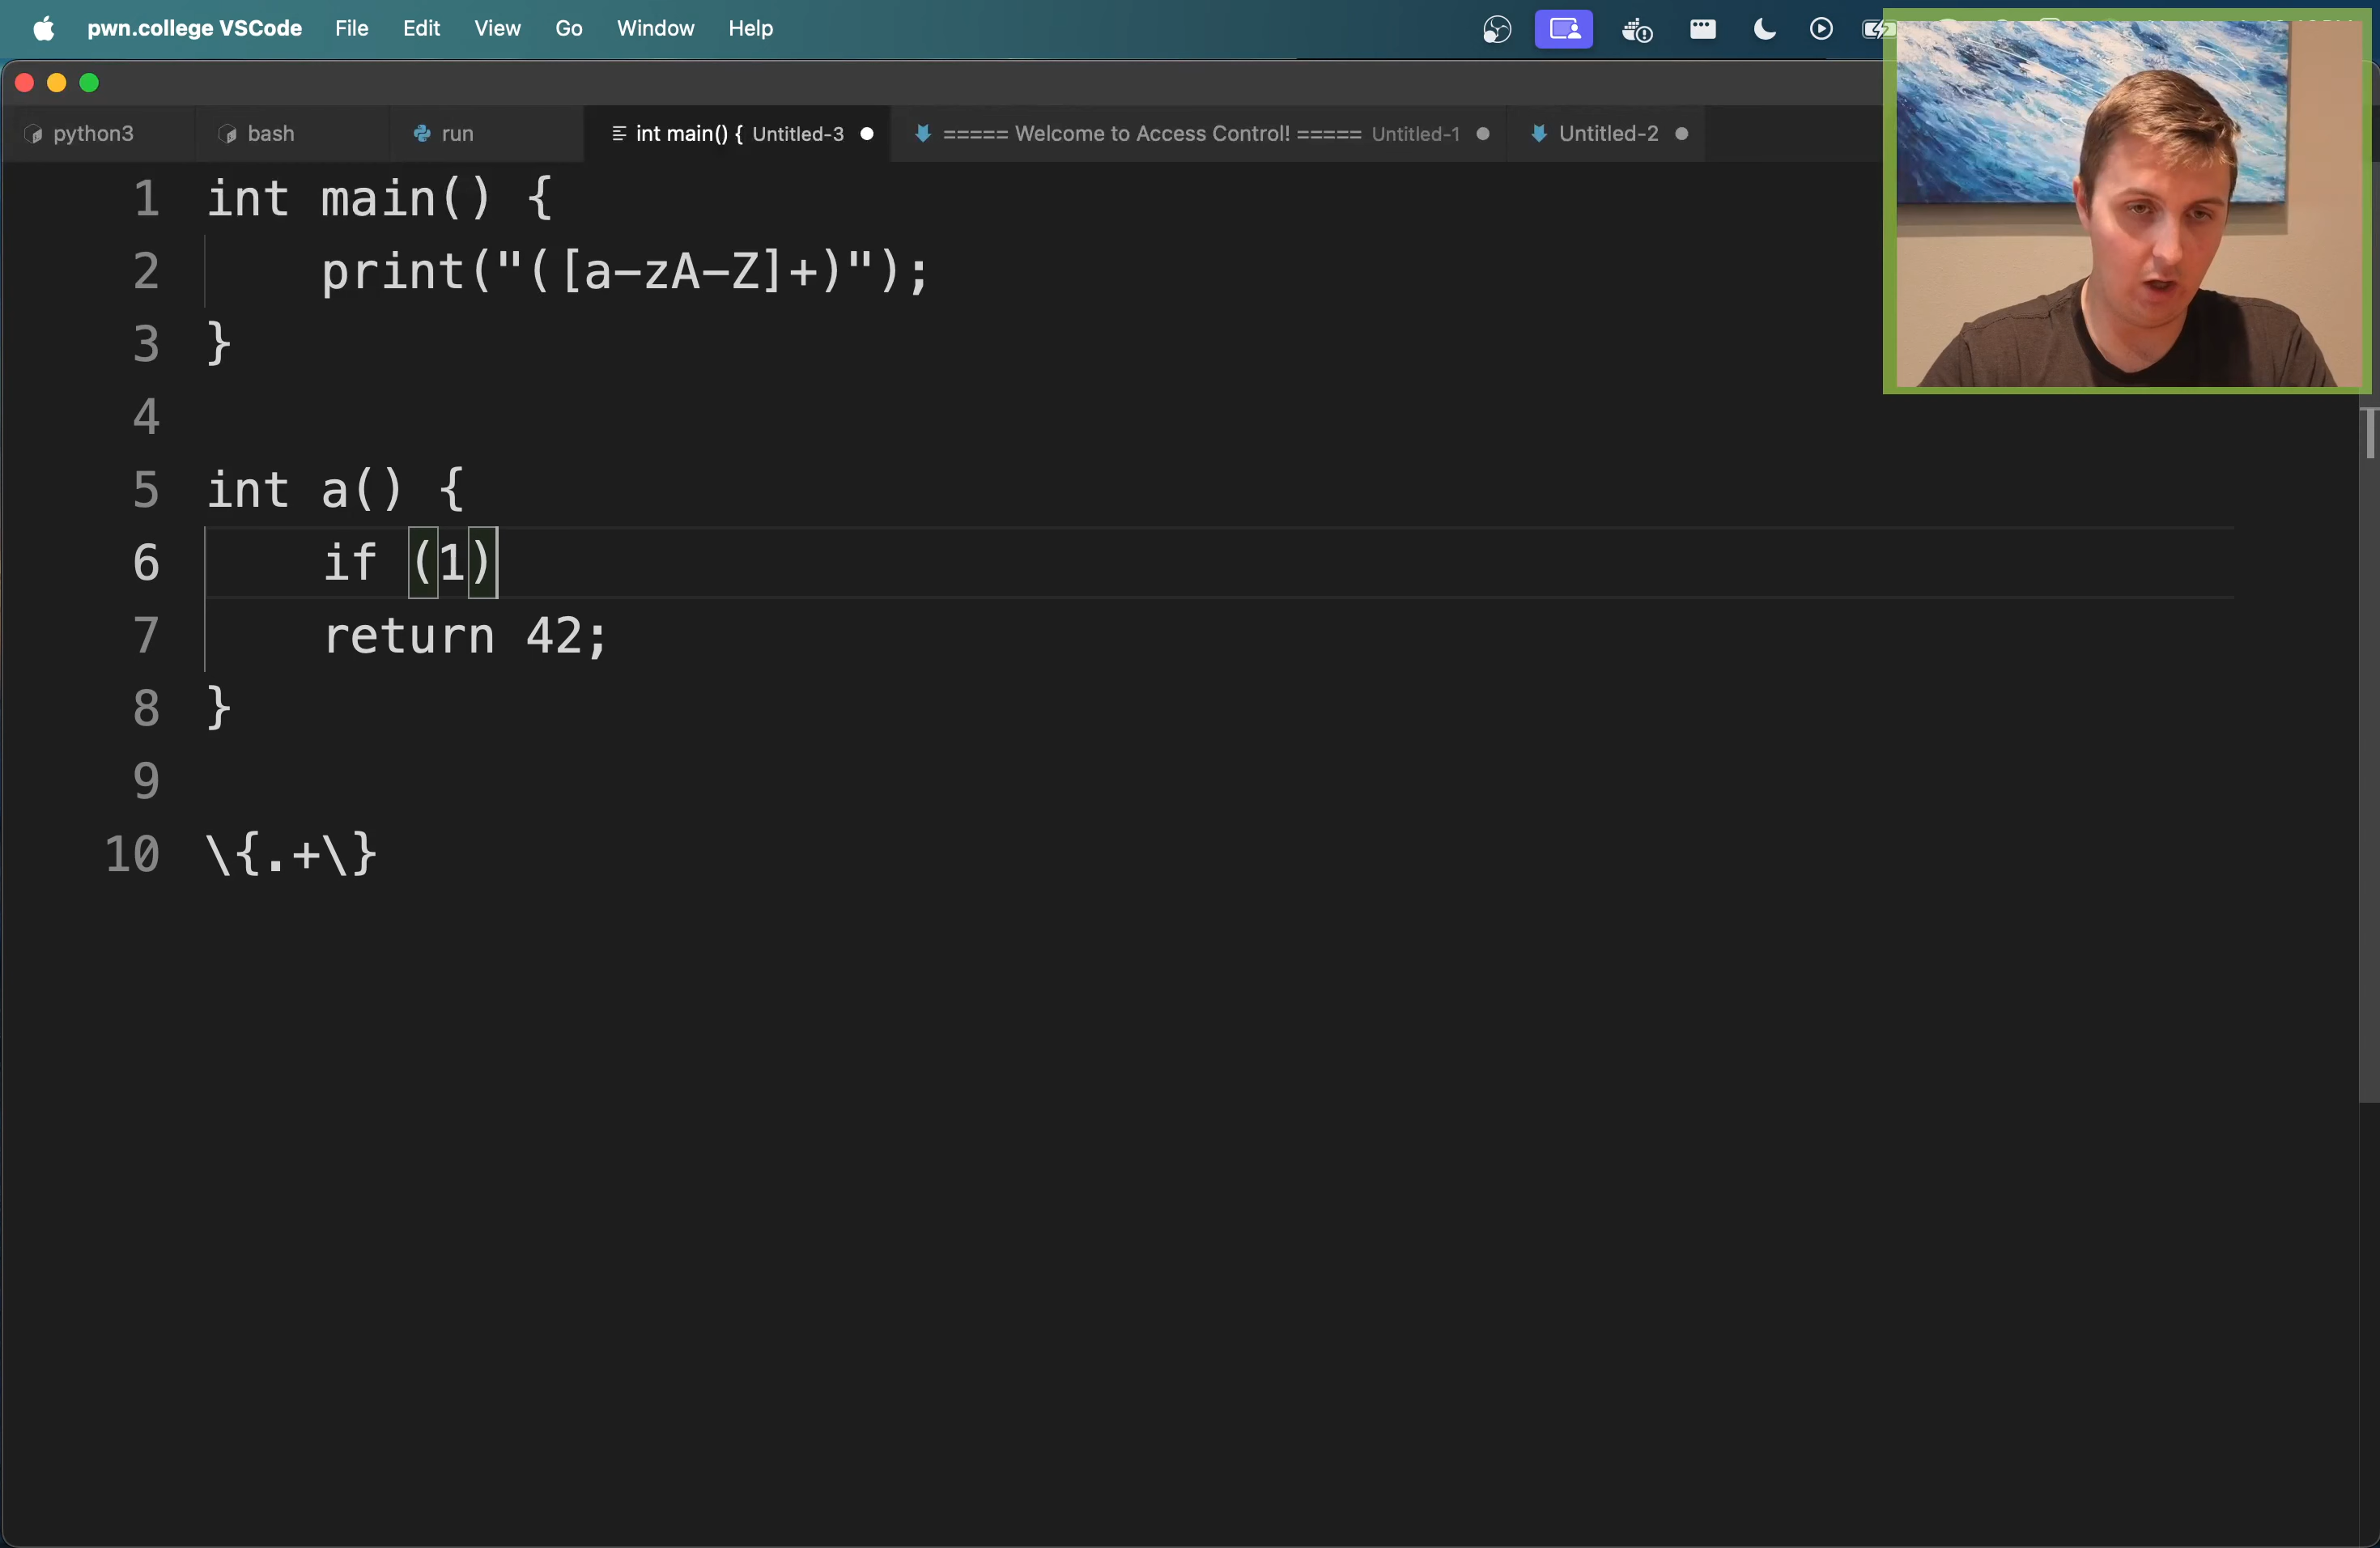 pwn.college VSCode File Edit View Go Window Help
python3 bash run int main() { Untitled-3 ===== Welcome to Access Control! ===== Untitled-1 Untitled-2
1 int main() {
2 print("([a-zA-Z]+)");
3 }
4
5 int a() {
6 if (1)
7 return 42;
8 }
9
10 \{.+\}